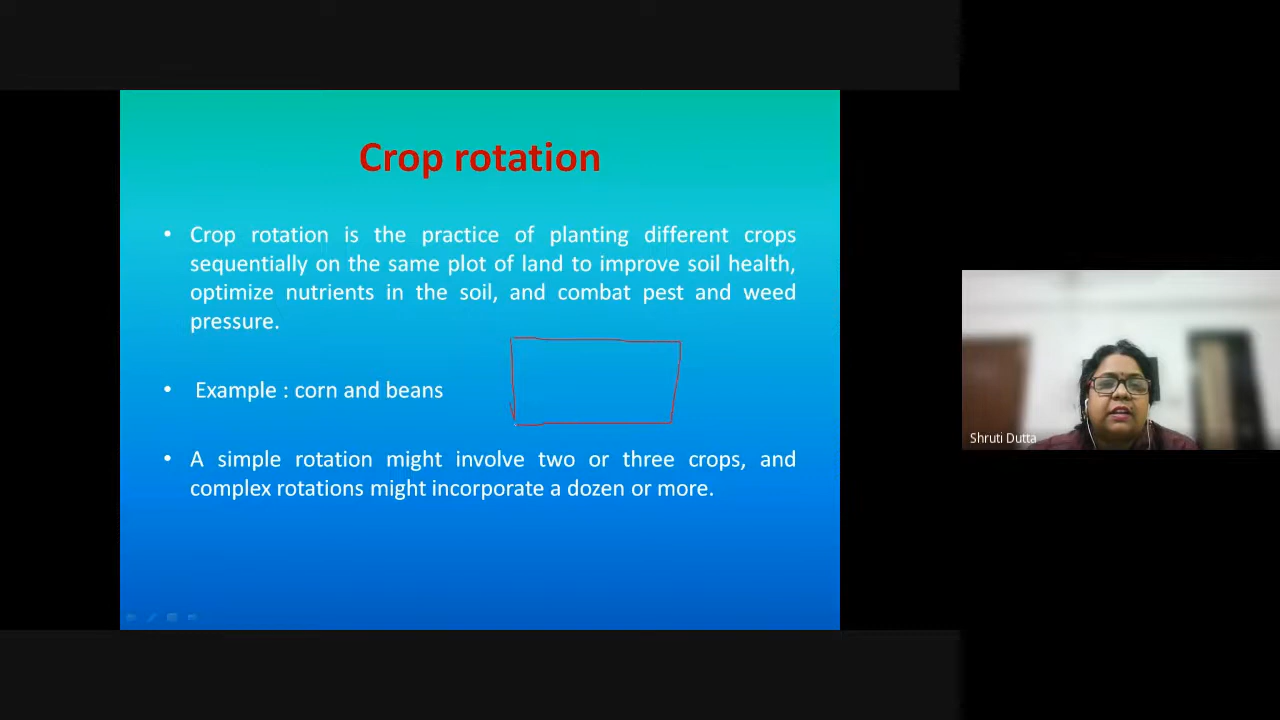 Crop rotation
• Crop rotation is the practice of planting different crops
sequentially on the same plot of land to improve soil health,
optimize nutrients in the soil, and combat pest and weed
pressure.
• Example : corn and beans
• A simple rotation might involve two or three crops, and
complex rotations might incorporate a dozen or more.
Shruti Dutta